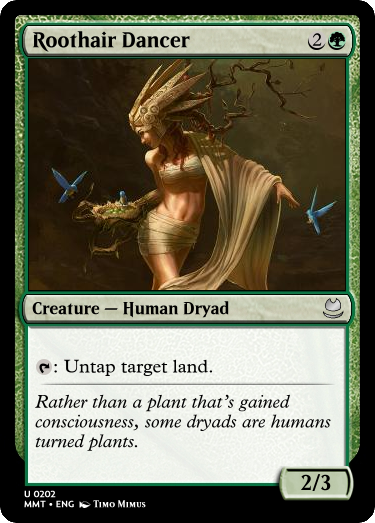 Roothair Dancer 2
Creature — Human Dryad
: Untap target land.
Rather than a plant that's gained
consciousness, some dryads are humans
turned plants.
2/3
U 0202
MMT • ENG Timo Mimus